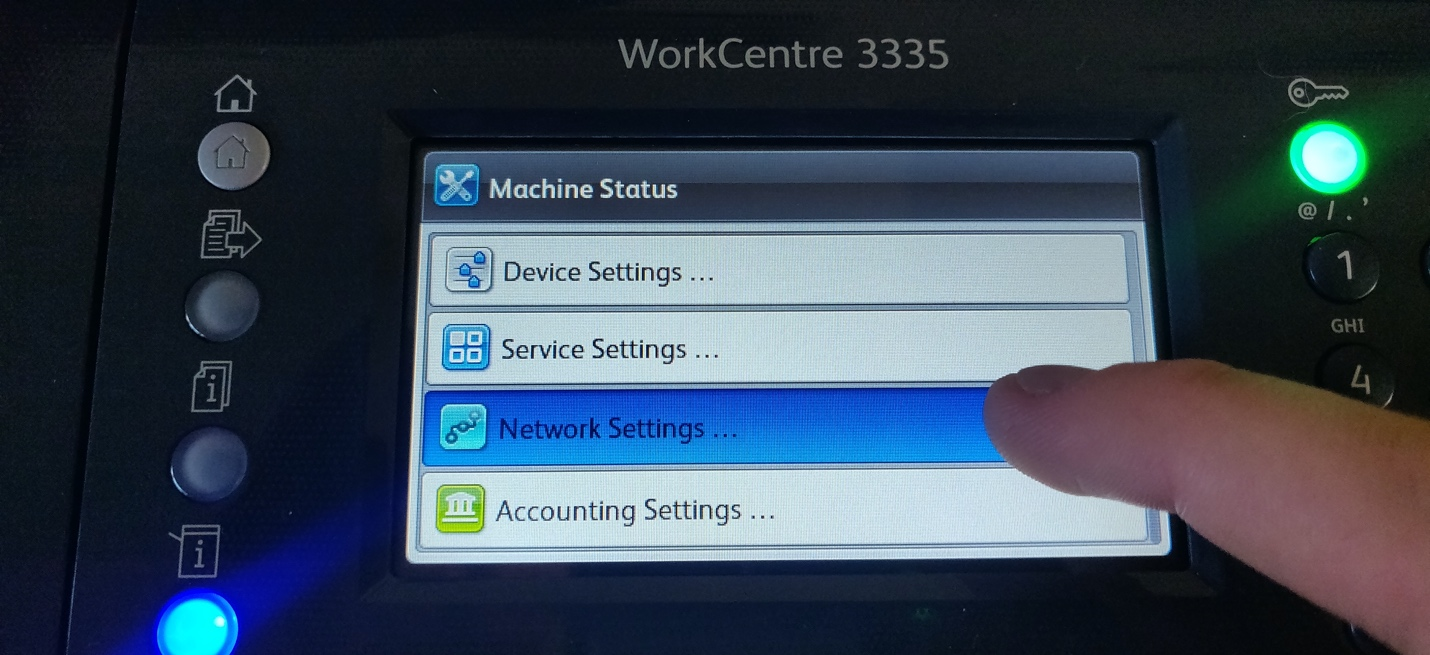 WorkCentre 3335
Machine Status
Device Settings ...
Service Settings ...
Network Settings ...
Accounting Settings ...
@ / . '
1
GHI
4